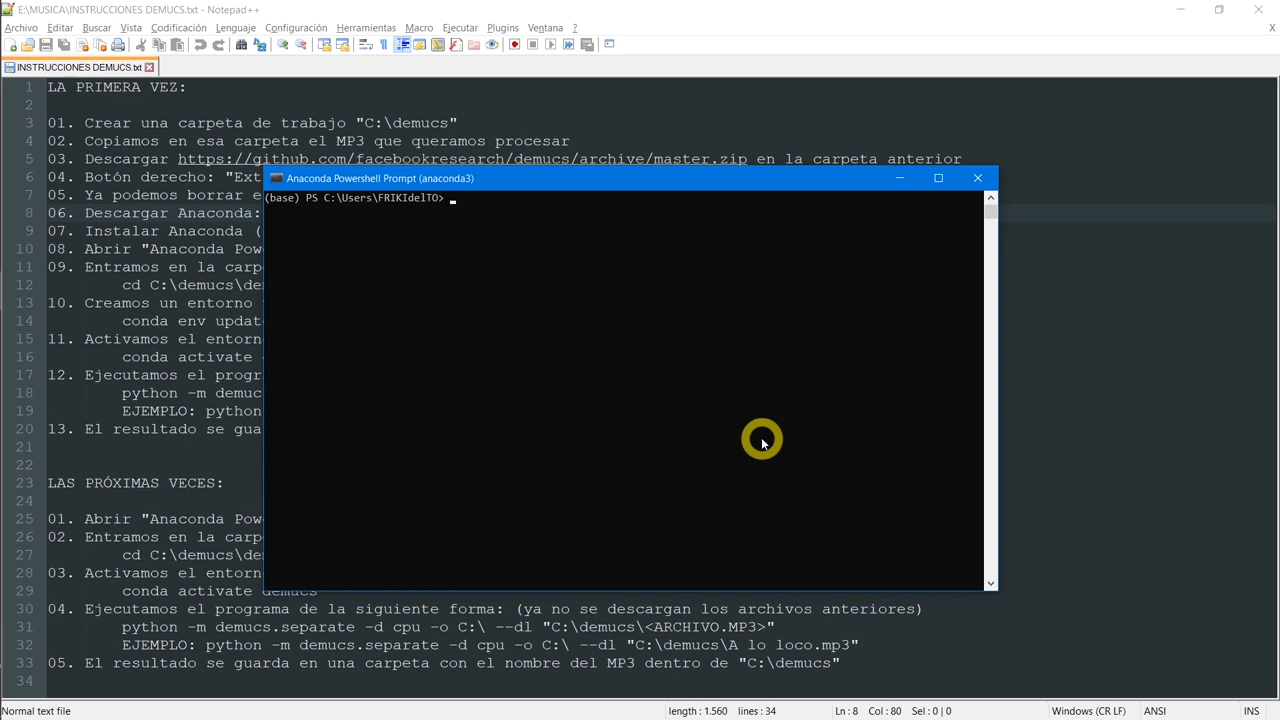 E:\MUSICA\INSTRUCCIONES DEMUCS.txt - Notepad++
Archivo Editar Buscar Vista Codificación Lenguaje Configuración Herramientas Macro Ejecutar Plugins Ventana ? X
INSTRUCCIONES DEMUCS.txt
1 LA PRIMERA VEZ:
2
3 01. Crear una carpeta de trabajo "C:\demucs"
4 02. Copiamos en esa carpeta el MP3 que queramos procesar
5 03. Descargar https://github.com/facebookresearch/demucs/archive/master.zip en la carpeta anterior
6 04. Botón derecho: "Ext
7 05. Ya podemos borrar e
8 06. Descargar Anaconda:
9 07. Instalar Anaconda (
10 08. Abrir "Anaconda Pow
11 09. Entramos en la carp
12 cd C:\demucs\de
13 10. Creamos un entorno
14 conda env updat
15 11. Activamos el entorn
16 conda activate
17 12. Ejecutamos el progr
18 python -m demuc
19 EJEMPLO: python
20 13. El resultado se gua
21
22
23 LAS PRÓXIMAS VECES:
24
25 01. Abrir "Anaconda Pow
26 02. Entramos en la carp
27 cd C:\demucs\de
28 03. Activamos el entorn
29 conda activate demucs
30 04. Ejecutamos el programa de la siguiente forma: (ya no se descargan los archivos anteriores)
31 python -m demucs.separate -d cpu -o C:\ --dl "C:\demucs\<ARCHIVO.MP3>"
32 EJEMPLO: python -m demucs.separate -d cpu -o C:\ --dl "C:\demucs\A lo loco.mp3"
33 05. El resultado se guarda en una carpeta con el nombre del MP3 dentro de "C:\demucs"
34
Anaconda Powershell Prompt (anaconda3)
(base) PS C:\Users\FRIKIdelTO>
Normal text file length : 1.560 lines : 34 Ln : 8 Col : 80 Sel : 0 | 0 Windows (CR LF) ANSI INS